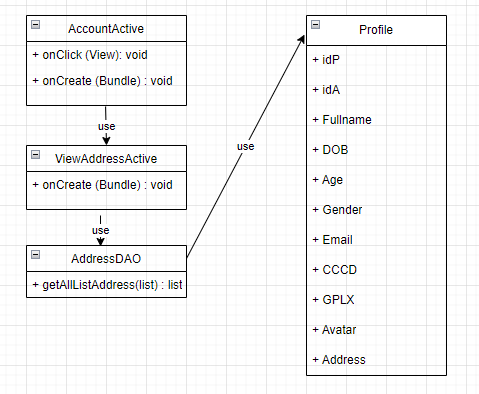 AccountActive
+ onClick (View): void
+ onCreate (Bundle) : void
use
ViewAddressActive
+ onCreate (Bundle) : void
use
AddressDAO
+ getAllListAddress(list) : list
use
Profile
+ idP
+ idA
+ Fullname
+ DOB
+ Age
+ Gender
+ Email
+ CCCD
+ GPLX
+ Avatar
+ Address